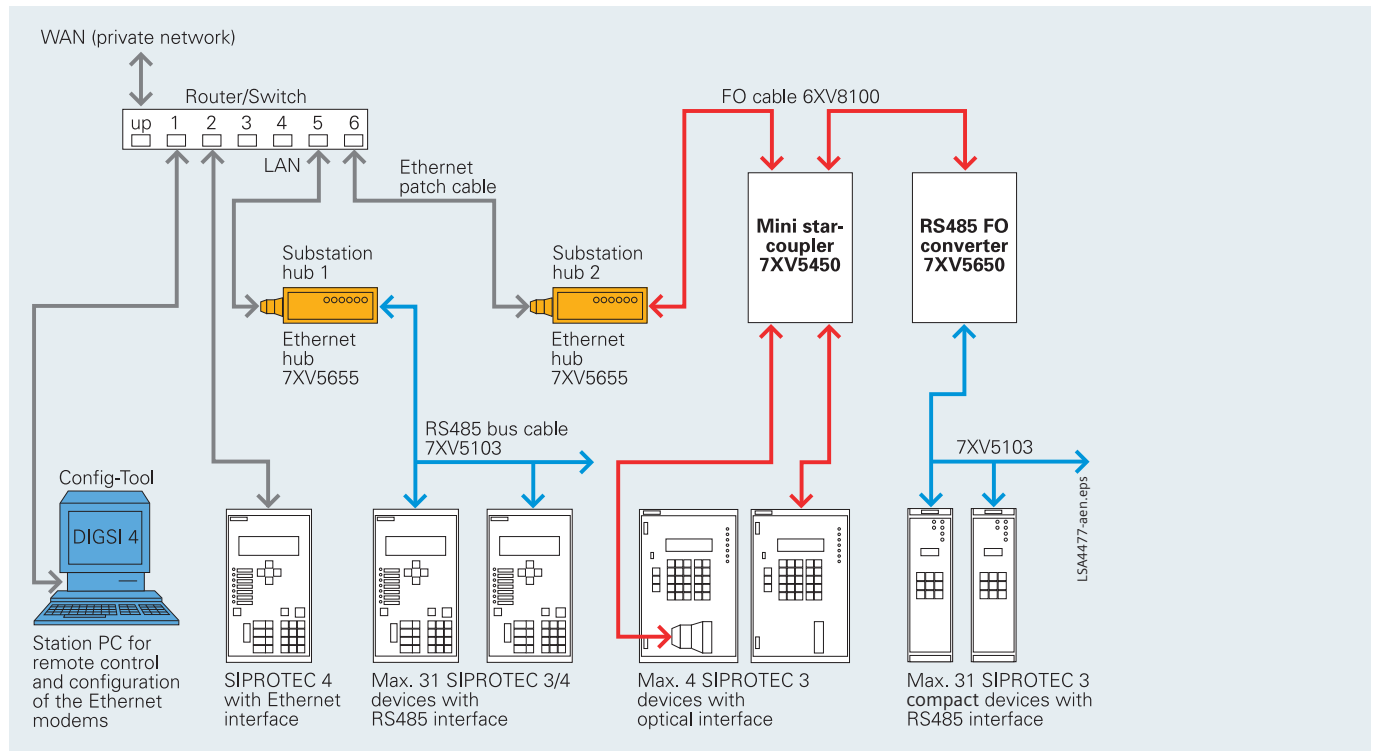 WAN (private network)
Router/Switch
up 1 2 3 4 5 6
LAN
Ethernet
patch cable
FO cable 6XV8100
Mini star-
coupler
7XV5450
RS485 FO
converter
7XV5650
Substation
hub 1
Ethernet
hub
7XV5655
Substation
hub 2
Ethernet
hub
7XV5655
RS485 bus cable
7XV5103
7XV5103
Config-Tool
DIGSI 4
Station PC for
remote control
and configuration
of the Ethernet
modems
SIPROTEC 4
with Ethernet
interface
Max. 31 SIPROTEC 3/4
devices with
RS485 interface
Max. 4 SIPROTEC 3
devices with
optical interface
Max. 31 SIPROTEC 3
compact devices with
RS485 interface
LSA4477-aen.eps